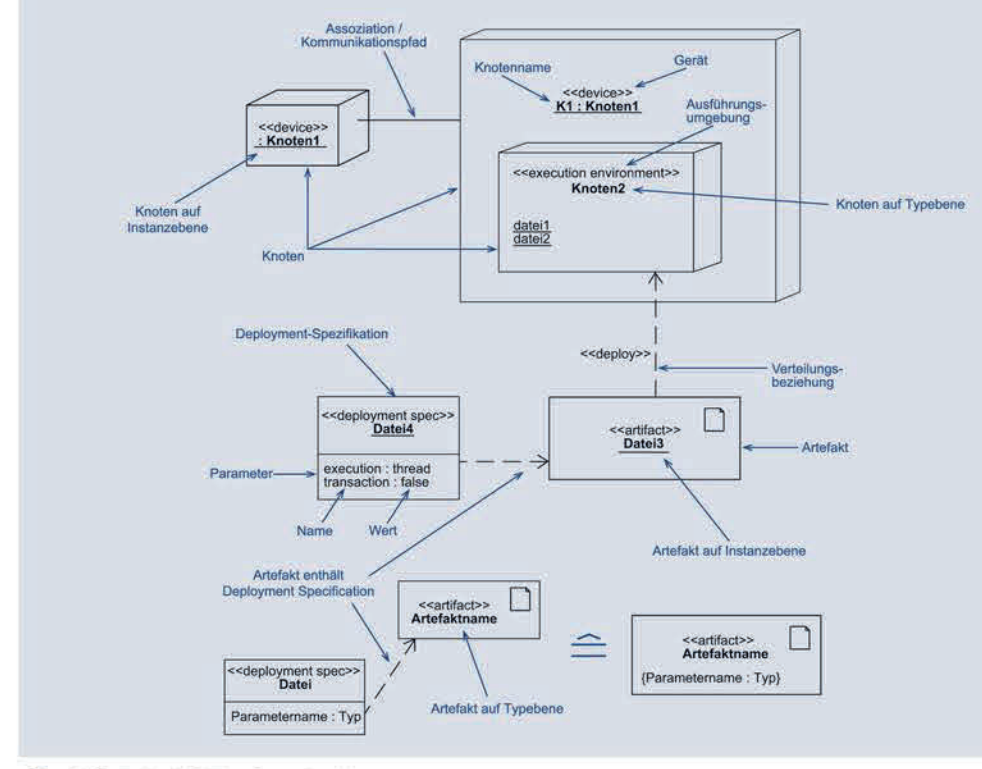 Assoziation /
Kommunikationspfad
Knotenname
Gerät
<<device>>
K1 : Knoten1
Ausführungs-
umgebung
<<device>>
: Knoten1
<<execution environment>>
Knoten2
Knoten auf Typebene
Knoten auf
Instanzebene
datei1
datei2
Knoten
Deployment-Spezifikation
<<deploy>>
Verteilungs-
beziehung
<<deployment spec>>
Datei4
<<artifact>>
Datei3
Artefakt
Parameter
execution : thread
transaction : false
Name
Wert
Artefakt auf Instanzebene
Artefakt enthält
Deployment Specification
<<artifact>>
Artefaktname
<<artifact>>
Artefaktname
{Parametername : Typ}
<<deployment spec>>
Datei
Parametername : Typ
Artefakt auf Typebene